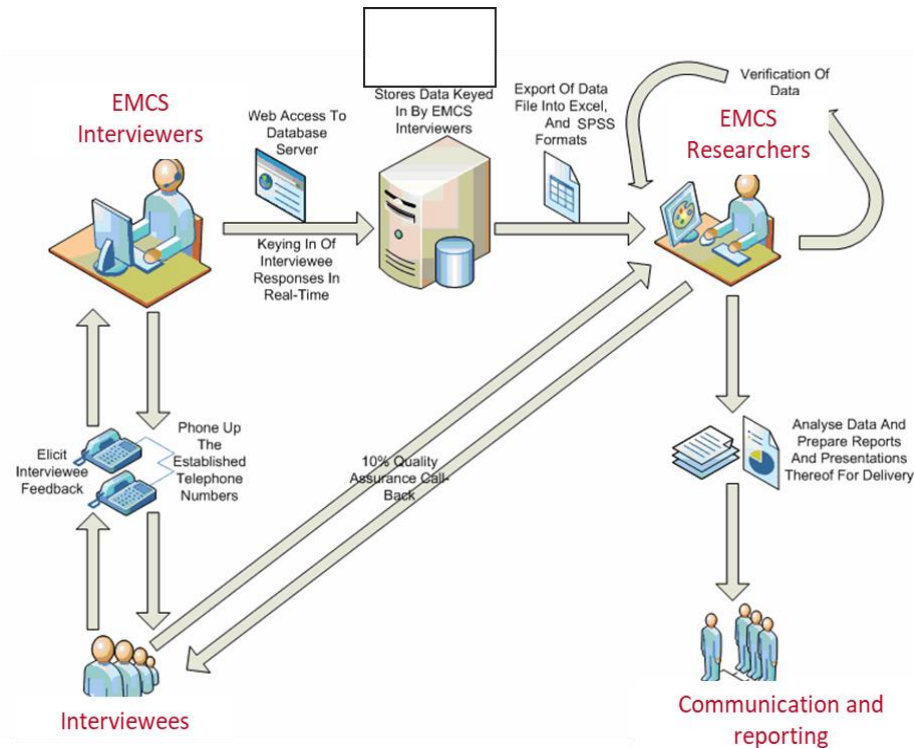 EMCS
Interviewers
Web Access To
Database
Server
Keying In Of
Interviewee
Responses In
Real-Time
Stores Data Keyed
In By EMCS
Interviewers
Export Of Data
File Into Excel,
And SPSS
Formats
Verification Of
Data
EMCS
Researchers
Elicit
Interviewee
Feedback
Phone Up
The
Established
Telephone
Numbers
10% Quality
Assurance Call-
Back
Analyse Data And
Prepare Reports
And Presentations
Thereof For Delivery
Interviewees
Communication and
reporting